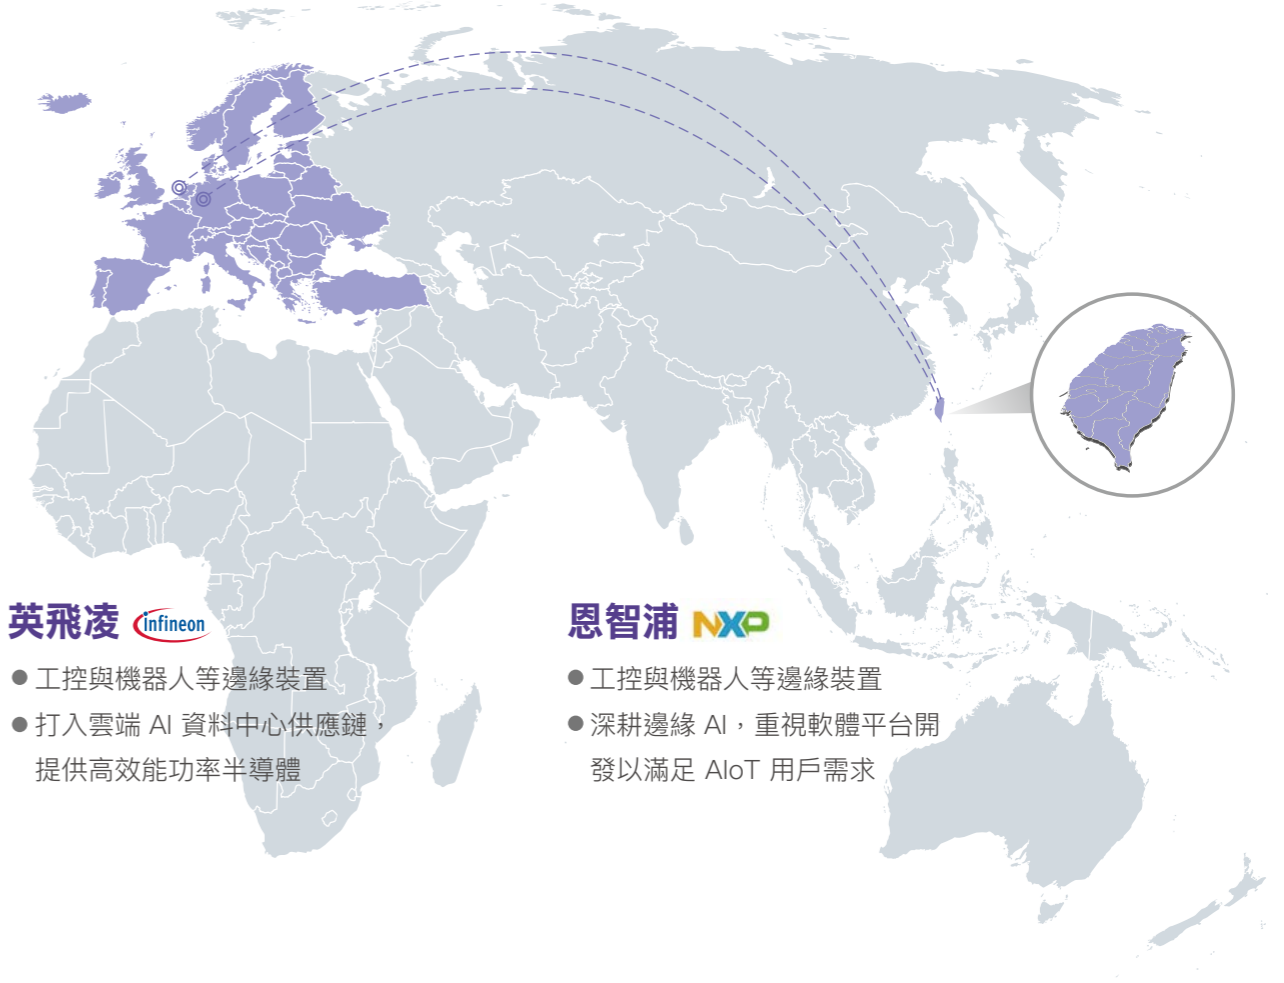 英飛凌 infineon
● 工控與機器人等邊緣裝置
● 打入雲端 AI 資料中心供應鏈，
提供高效能功率半導體
恩智浦 NXP
● 工控與機器人等邊緣裝置
● 深耕邊緣 AI，重視軟體平台開
發以滿足 AIoT 用戶需求